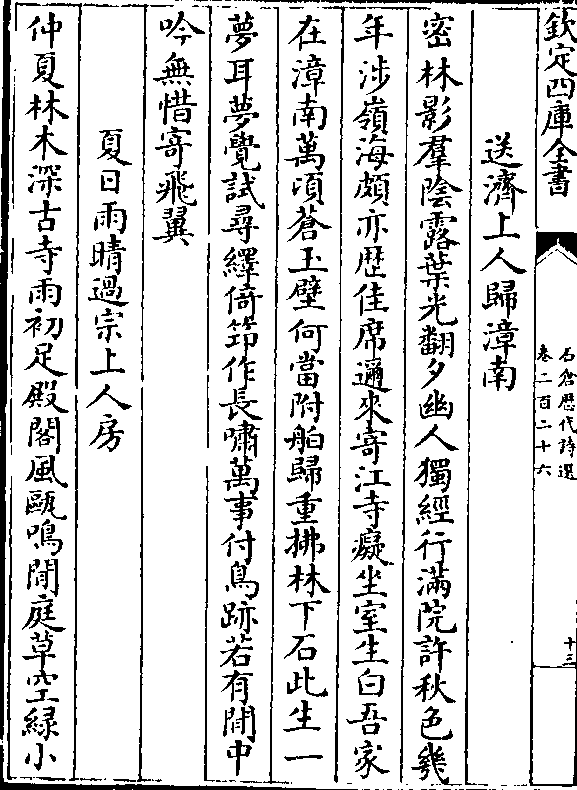 欽定四庫全書
石倉歴代詩選
卷二百二十六
十三
送濟上人歸漳南
密林影羣陰露葉光翻夕幽人獨經行滿院許秋色幾
年涉嶺海頗亦歴佳席邇來寄江寺癡坐室生白吾家
在漳南萬頃蒼玉壁何當附舶歸重拂林下石此生一
夢耳夢覺試尋繹倚笻作長嘯萬事付鳥跡若有閒中
吟無惜寄飛翼
夏日雨晴過宗上人房
仲夏林木深古寺雨初足殿閣風甌鳴閒庭草空緑小